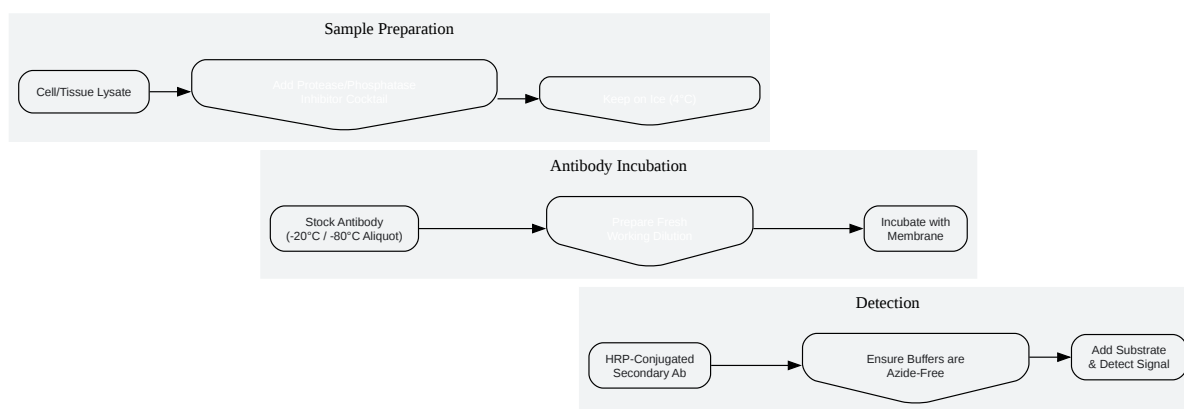 Sample Preparation
Cell/Tissue Lysate
Add Protease/Phosphatase
Inhibitor Cocktail
Keep on Ice (4°C)
Antibody Incubation
Stock Antibody
(-20°C / -80°C Aliquot)
Prepare Fresh
Working Dilution
Incubate with
Membrane
Detection
HRP-Conjugated
Secondary Ab
Ensure Buffers are
Azide-Free
Add Substrate
& Detect Signal